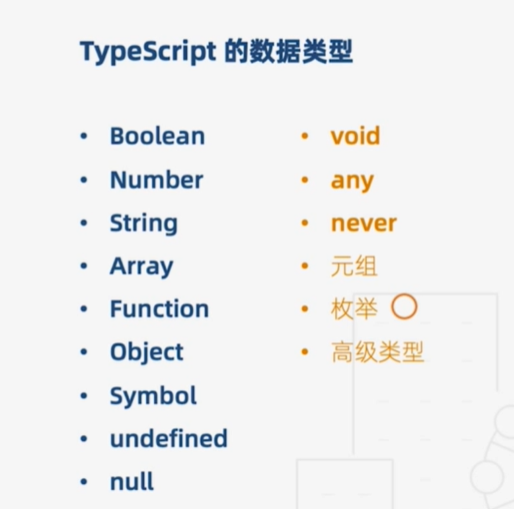 TypeScript 的数据类型
• Boolean
• Number
• String
• Array
• Function
• Object
• Symbol
• undefined
• null
• void
• any
• never
• 元组
• 枚举
• 高级类型